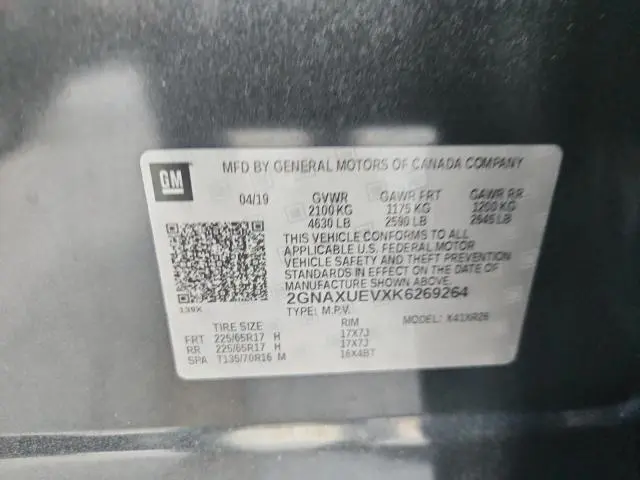 GM
MFD BY GENERAL MOTORS OF CANADA COMPANY
04/19 GVWR GAWR FRT GAWR RR
2100 KG 1175 KG 1200 KG
4630 LB 2590 LB 2645 LB
THIS VEHICLE CONFORMS TO ALL
APPLICABLE U.S. FEDERAL MOTOR
VEHICLE SAFETY AND THEFT PREVENTION
STANDARDS IN EFFECT ON THE DATE OF
MANUFACTURE SHOWN ABOVE.
139X 2GNAXUEVXK6269264
TYPE: M.P.V. MODEL: K41XR26
TIRE SIZE RIM
FRT 225/65R17 H 17X7J
RR 225/65R17 H 17X7J
SPA T135/70R16 M 16X4BT